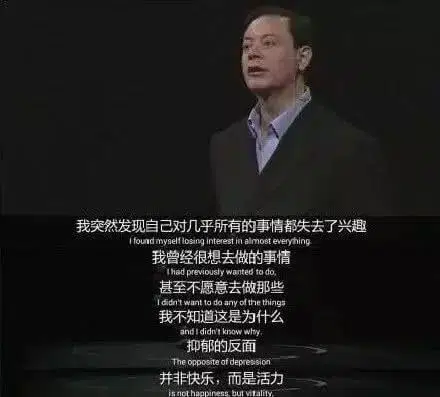 我突然发现自己对几乎所有的事情都失去了兴趣
I found myself losing interest in almost everything.
我曾经很想去做的事情
I had previously wanted to do,
甚至不愿意去做那些
I didn't want to do any of the things
我不知道这是为什么
and I didn't know why.
抑郁的反面
The opposite of depression
并非快乐，而是活力
is not happiness, but vitality,